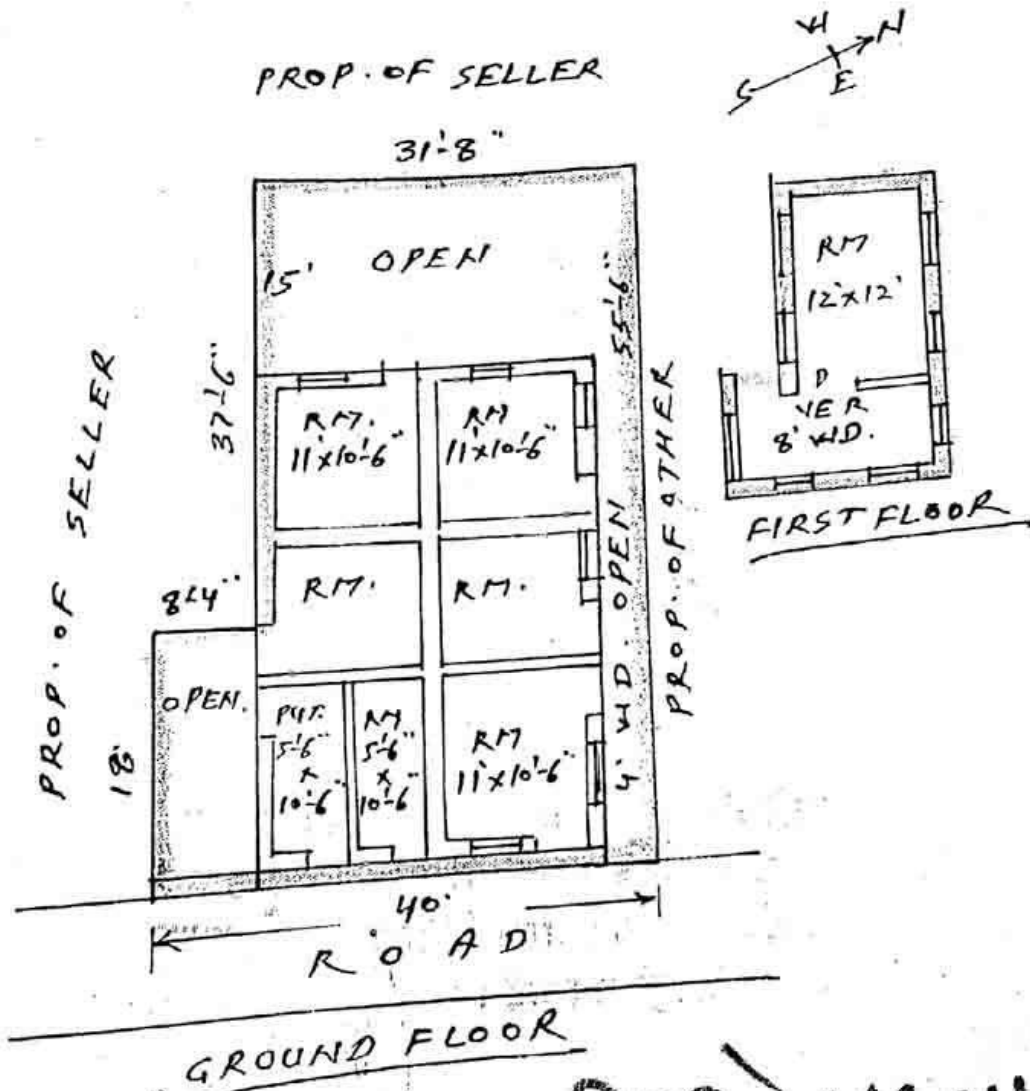 PROP. OF SELLER
W
N
S
E
31'-8"
OPEN
15'
55'-6"
37'-6"
RM
12'x12'
D
VER
8' WD.
FIRST FLOOR
RM.
11'x10'-6"
RM
11'x10'-6"
PROP. OF SELLER
PROP. OF OTHER
4' WD. OPEN
RM.
RM.
8'-4"
OPEN.
18'
5'-6"
x
10'-6"
RM
5'-6"
x
10'-6"
RM
11'x10'-6"
40'
ROAD
GROUND FLOOR